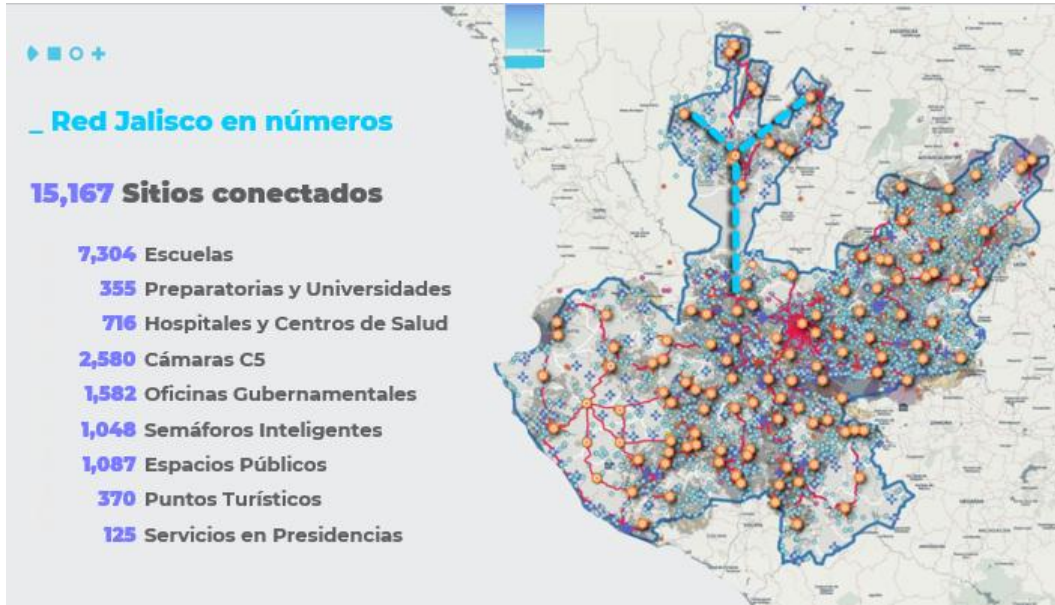 _ Red Jalisco en números
15,167 Sitios conectados
7,304 Escuelas
355 Preparatorias y Universidades
716 Hospitales y Centros de Salud
2,580 Cámaras C5
1,582 Oficinas Gubernamentales
1,048 Semáforos Inteligentes
1,087 Espacios Públicos
370 Puntos Turísticos
125 Servicios en Presidencias